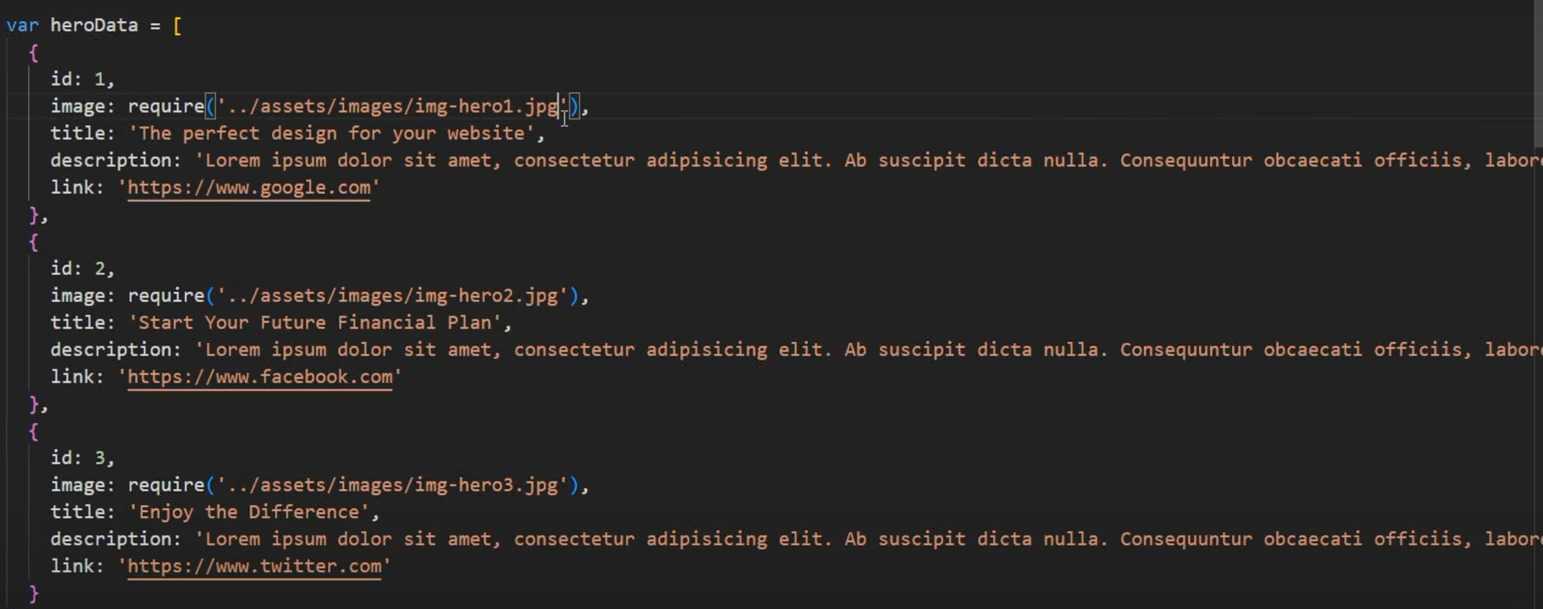 var heroData = [
{
id: 1,
image: require('../assets/images/img-hero1.jpg'),
title: 'The perfect design for your website',
description: 'Lorem ipsum dolor sit amet, consectetur adipisicing elit. Ab suscipit dicta nulla. Consequuntur obcaecati officiis, labore
link: 'https://www.google.com'
},
{
id: 2,
image: require('../assets/images/img-hero2.jpg'),
title: 'Start Your Future Financial Plan',
description: 'Lorem ipsum dolor sit amet, consectetur adipisicing elit. Ab suscipit dicta nulla. Consequuntur obcaecati officiis, labore
link: 'https://www.facebook.com'
},
{
id: 3,
image: require('../assets/images/img-hero3.jpg'),
title: 'Enjoy the Difference',
description: 'Lorem ipsum dolor sit amet, consectetur adipisicing elit. Ab suscipit dicta nulla. Consequuntur obcaecati officiis, labore
link: 'https://www.twitter.com'
}